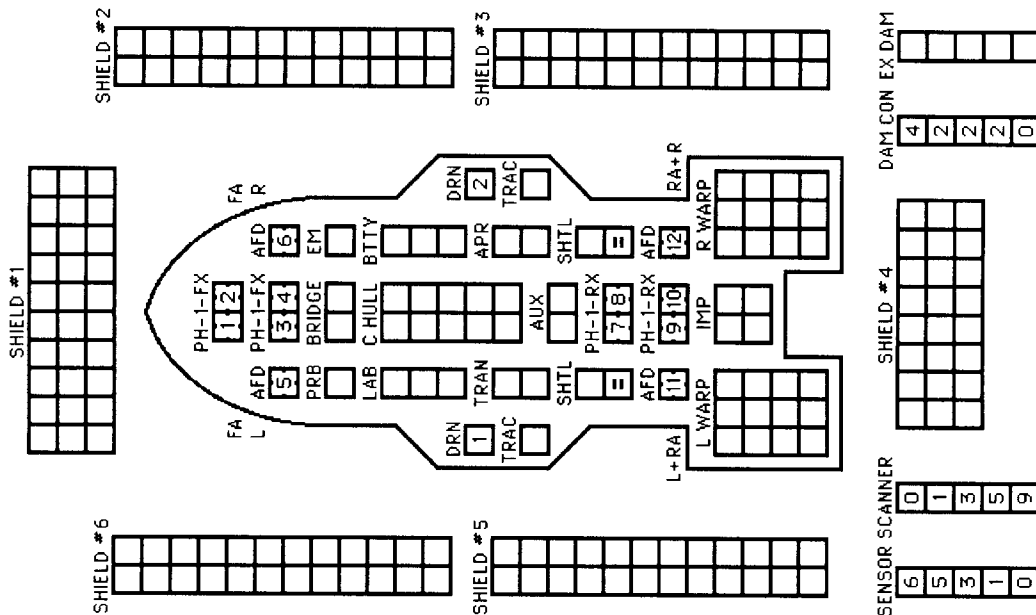 SHIELD #1
SHIELD #6
SHIELD #2
FA L
FA R
PH-1-FX
1 2
AFD
5
PH-1-FX
3 4
AFD
6
PRB
BRIDGE
EM
LAB
C HULL
BTTY
DRN
1
DRN
2
SHIELD #5
SHIELD #3
TRAC
TRAN
APR
TRAC
AUX
SHTL
=
PH-1-RX
7 8
SHTL
=
L+RA
AFD
11
PH-1-RX
9 10
AFD
12
RA+R
L WARP
IMP
R WARP
SENSOR
6 5 3 1 0
SCANNER
0 1 3 5 9
SHIELD #4
DAM CON
4 2 2 2 0
EX DAM